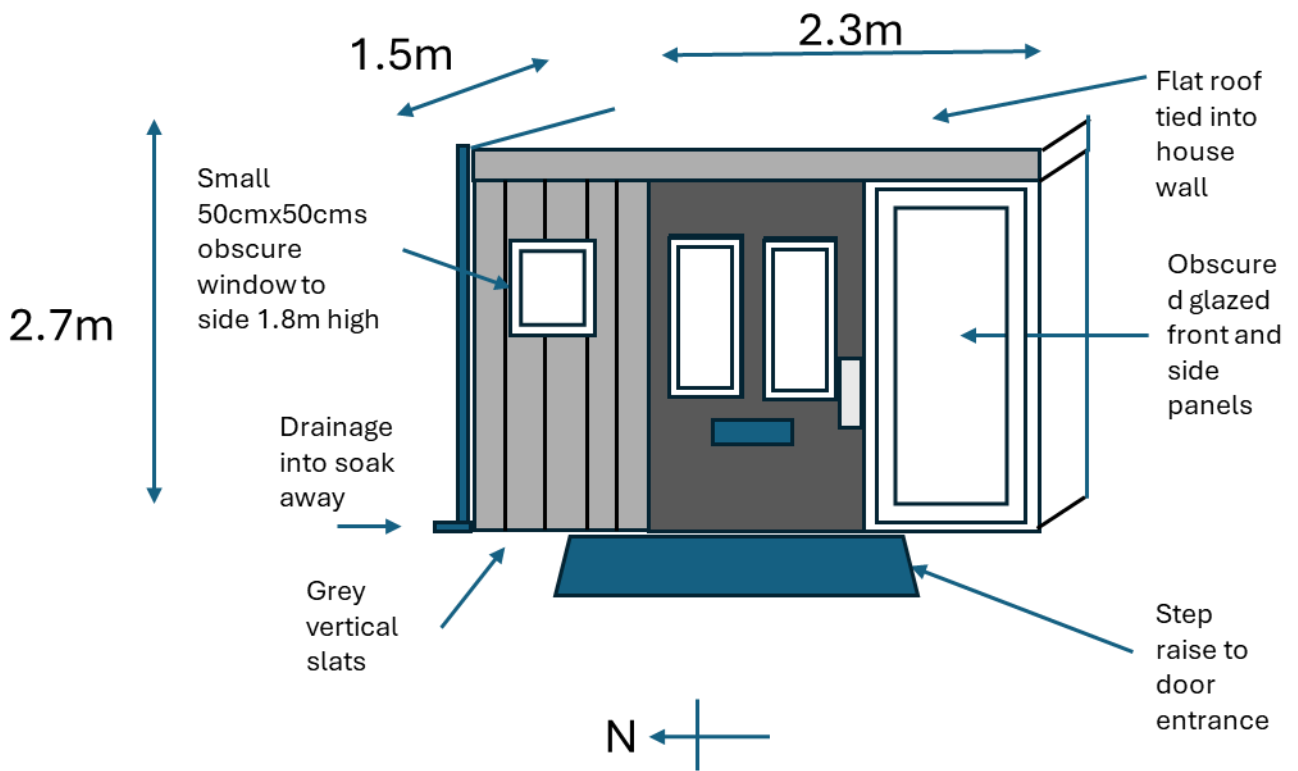 1.5m
2.3m
Flat roof
tied into
house
wall
Small
50cmx50cms
obscure
window to
side 1.8m high
2.7m
Obscure
d glazed
front and
side
panels
Drainage
into soak
away
Grey
vertical
slats
Step
raise to
door
entrance
N